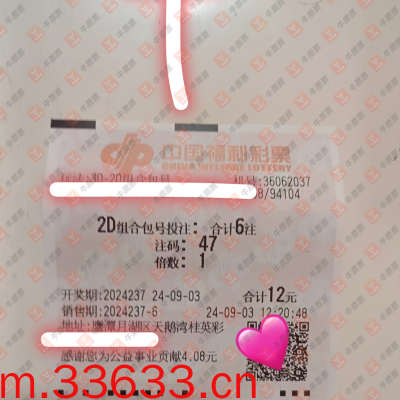 中国福利彩票
CHINA WELFARE LOTTERY
机号:36062037
8/94104
2D组合包号投注: 合计6注
注码: 47
倍数: 1
开奖期:2024237 24-09-03 合计12元
销售期:2024237-6 24-09-03 12:20:48
地址:鹰潭月湖区天鹅湾桂英彩
感谢您为公益事业贡献4.08元
m.33633.cn